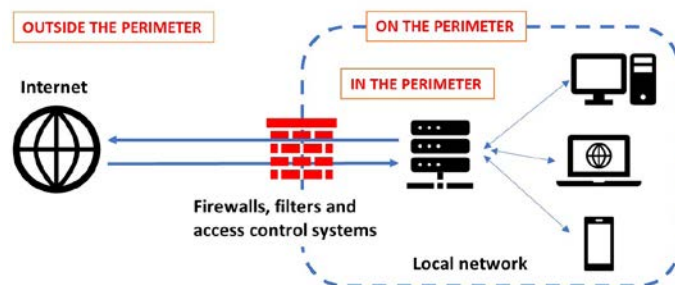 OUTSIDE THE PERIMETER
ON THE PERIMETER
Internet
IN THE PERIMETER
Firewalls, filters and
access control systems
Local network